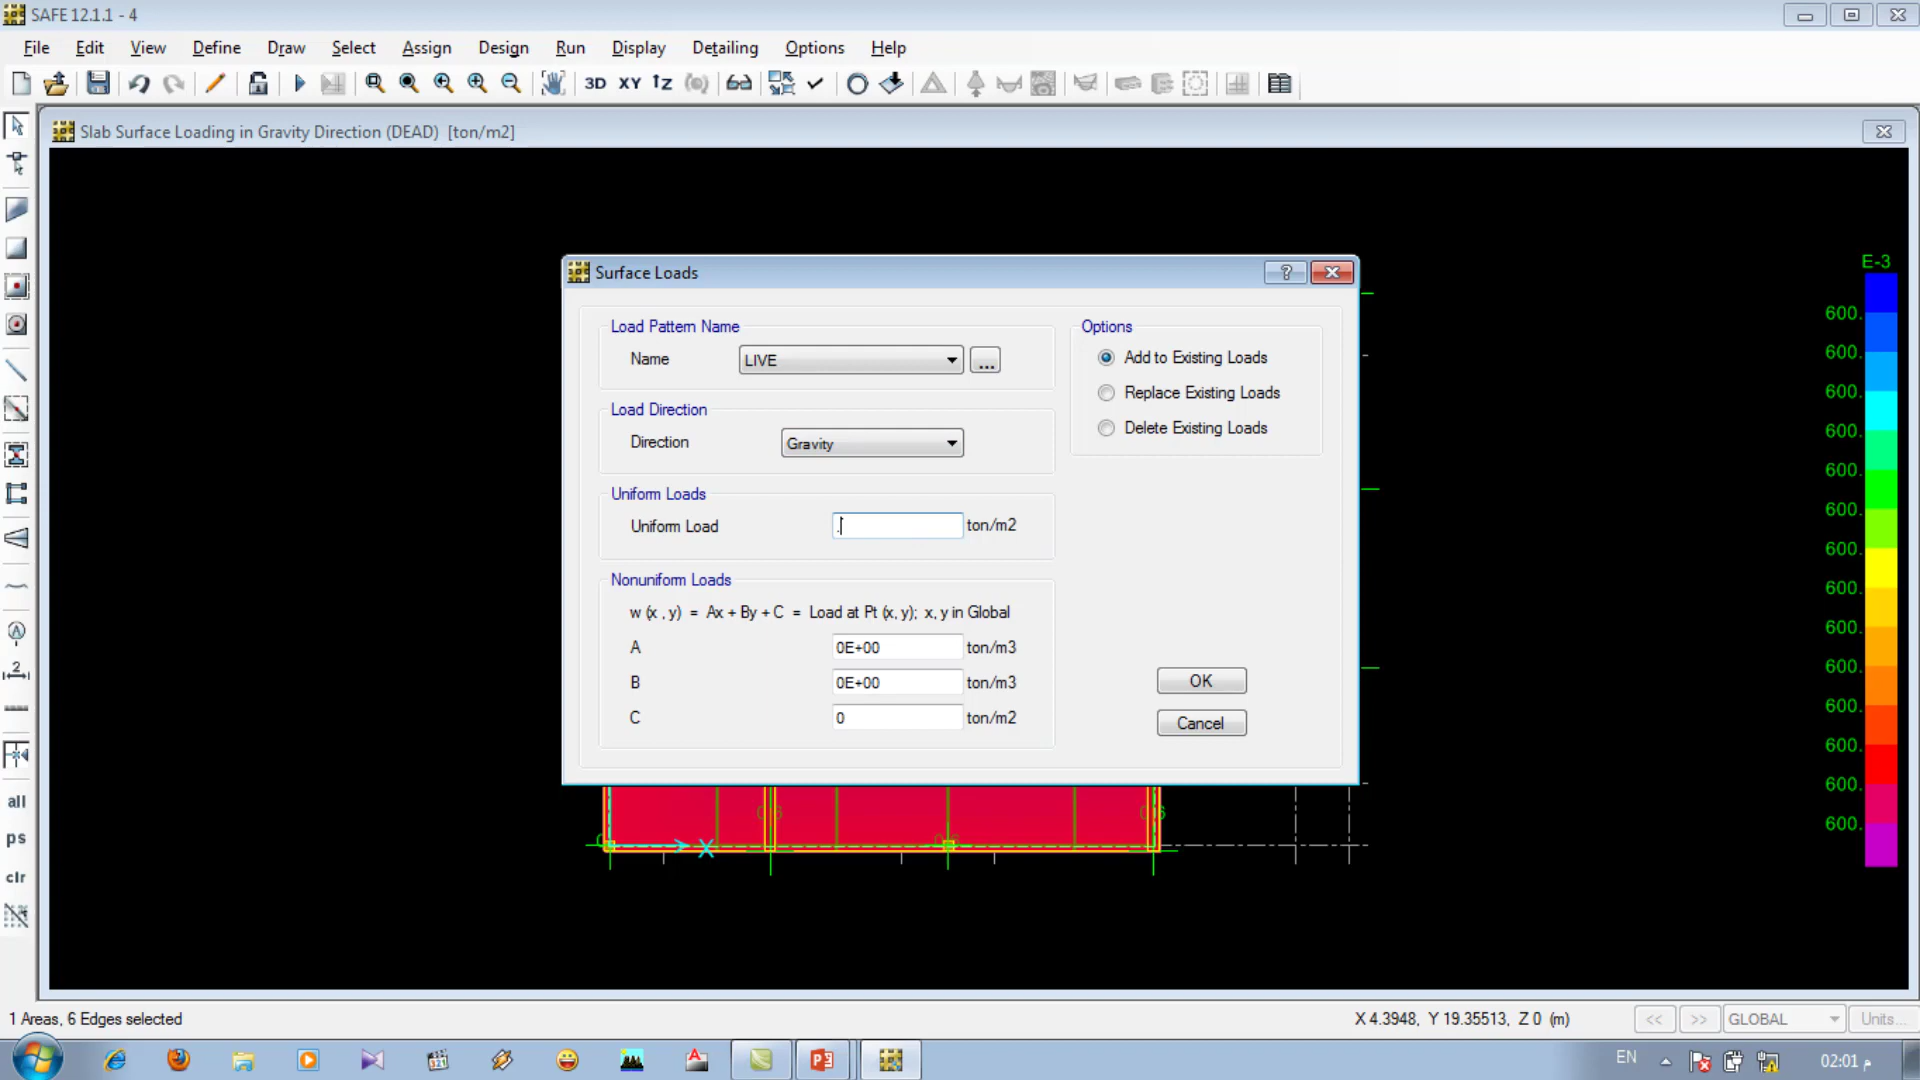 SAFE 12.1.1 - 4
File Edit View Define Draw Select Assign Design Run Display Detailing Options Help
3D XY
Slab Surface Loading in Gravity Direction (DEAD) [ton/m2]
Surface Loads
?
Load Pattern Name
Name LIVE ...
Options
Add to Existing Loads
Replace Existing Loads
Delete Existing Loads
Load Direction
Direction Gravity
Uniform Loads
Uniform Load . ton/m2
Nonuniform Loads
w (x , y) = Ax + By + C = Load at Pt (x, y); x, y in Global
A 0E+00 ton/m3
B 0E+00 ton/m3
C 0 ton/m2
OK
Cancel
E-3
600.
600.
600.
600.
600.
600.
600.
600.
600.
600.
600.
600.
600.
600.
X
all
ps
clr
1 Areas, 6 Edges selected
X 4.3948, Y 19.35513, Z 0 (m)
<< >> GLOBAL Units...
EN
02:01 م